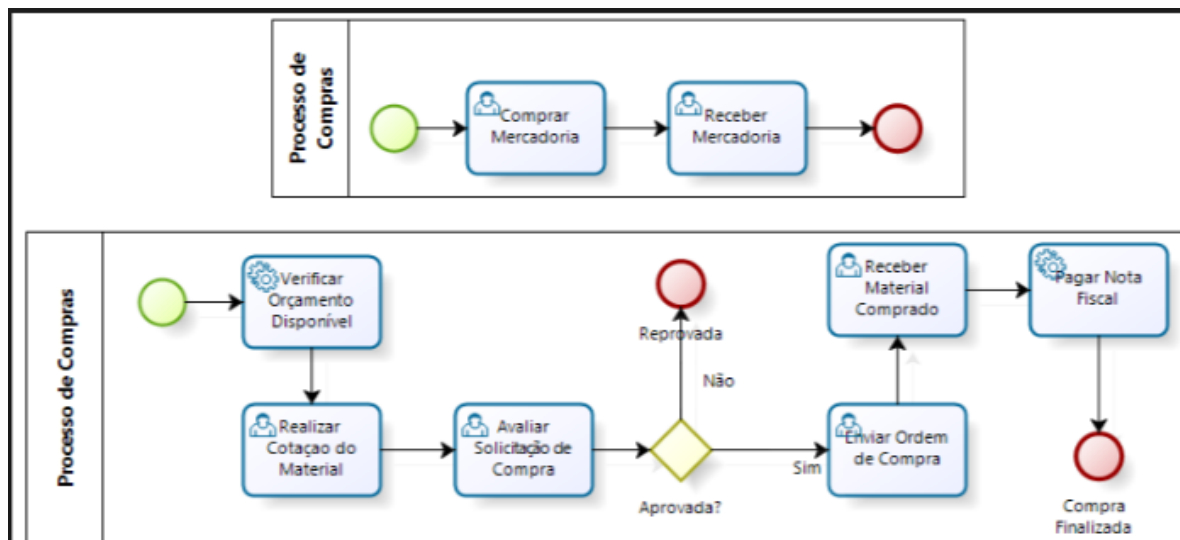 Processo de
Compras
Comprar
Mercadoria
Receber
Mercadoria
Processo de Compras
Verificar
Orçamento
Disponível
Realizar
Cotaçao do
Material
Avaliar
Solicitação de
Compra
Aprovada?
Não
Reprovada
Sim
Enviar Ordem
de Compra
Receber
Material
Comprado
Pagar Nota
Fiscal
Compra
Finalizada